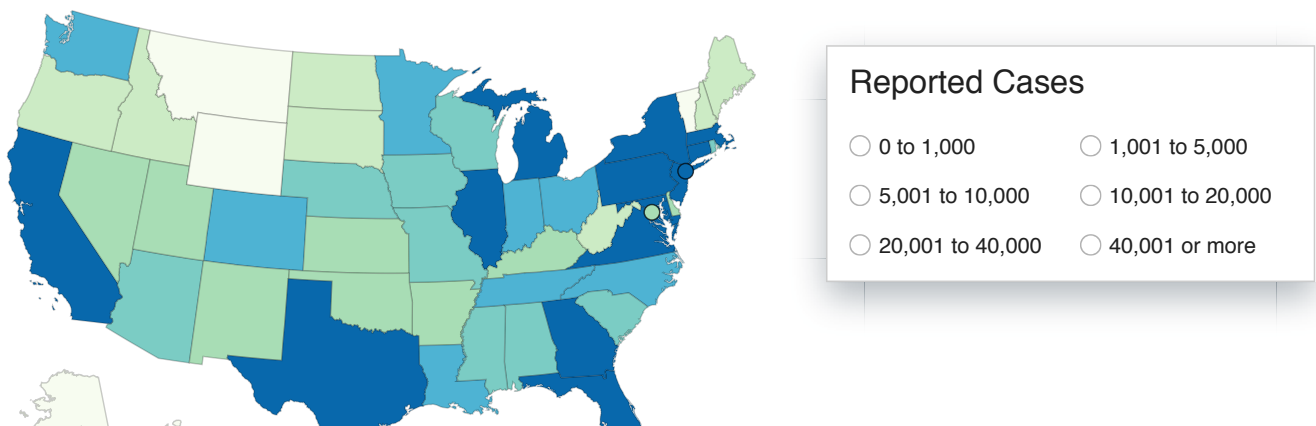 Reported Cases
0 to 1,000
1,001 to 5,000
5,001 to 10,000
10,001 to 20,000
20,001 to 40,000
40,001 or more